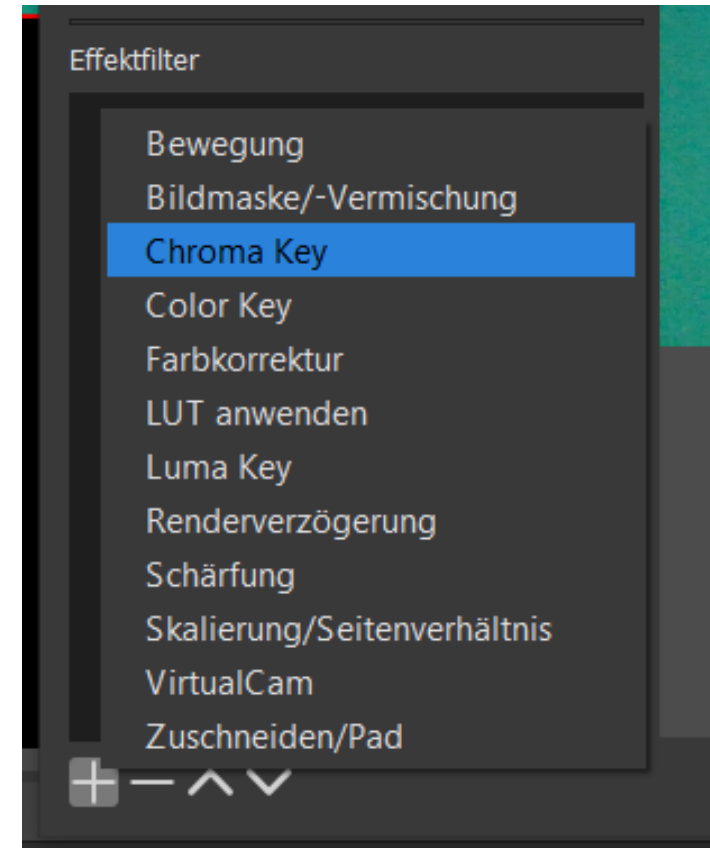 Effektfilter
Bewegung
Bildmaske/-Vermischung
Chroma Key
Color Key
Farbkorrektur
LUT anwenden
Luma Key
Renderverzögerung
Schärfung
Skalierung/Seitenverhältnis
VirtualCam
Zuschneiden/Pad